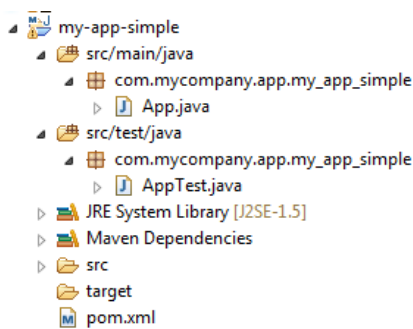 my-app-simple
src/main/java
com.mycompany.app.my_app_simple
App.java
src/test/java
com.mycompany.app.my_app_simple
AppTest.java
JRE System Library [J2SE-1.5]
Maven Dependencies
src
target
pom.xml